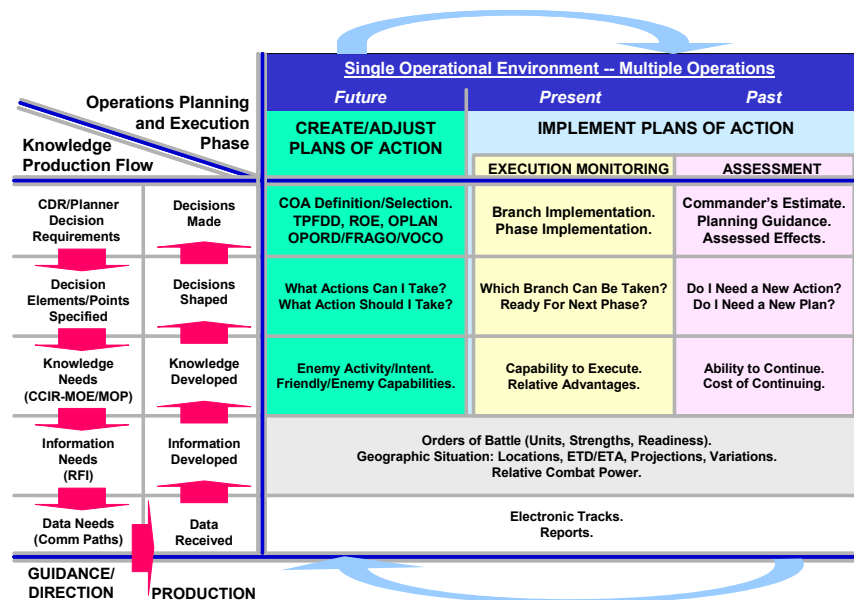 Single Operational Environment -- Multiple Operations
Operations Planning
and Execution
Phase
Knowledge
Production Flow
Future
Present
Past
CREATE/ADJUST
PLANS OF ACTION
IMPLEMENT PLANS OF ACTION
EXECUTION MONITORING
ASSESSMENT
CDR/Planner
Decision
Requirements
Decisions
Made
COA Definition/Selection.
TPFDD, ROE, OPLAN
OPORD/FRAGO/VOCO
Branch Implementation.
Phase Implementation.
Commander's Estimate.
Planning Guidance.
Assessed Effects.
Decision
Elements/Points
Specified
Decisions
Shaped
What Actions Can I Take?
What Action Should I Take?
Which Branch Can Be Taken?
Ready For Next Phase?
Do I Need a New Action?
Do I Need a New Plan?
Knowledge
Needs
(CCIR-MOE/MOP)
Knowledge
Developed
Enemy Activity/Intent.
Friendly/Enemy Capabilities.
Capability to Execute.
Relative Advantages.
Ability to Continue.
Cost of Continuing.
Information
Needs
(RFI)
Information
Developed
Orders of Battle (Units, Strengths, Readiness).
Geographic Situation: Locations, ETD/ETA, Projections, Variations.
Relative Combat Power.
Data Needs
(Comm Paths)
Data
Received
Electronic Tracks.
Reports.
GUIDANCE/
DIRECTION
PRODUCTION